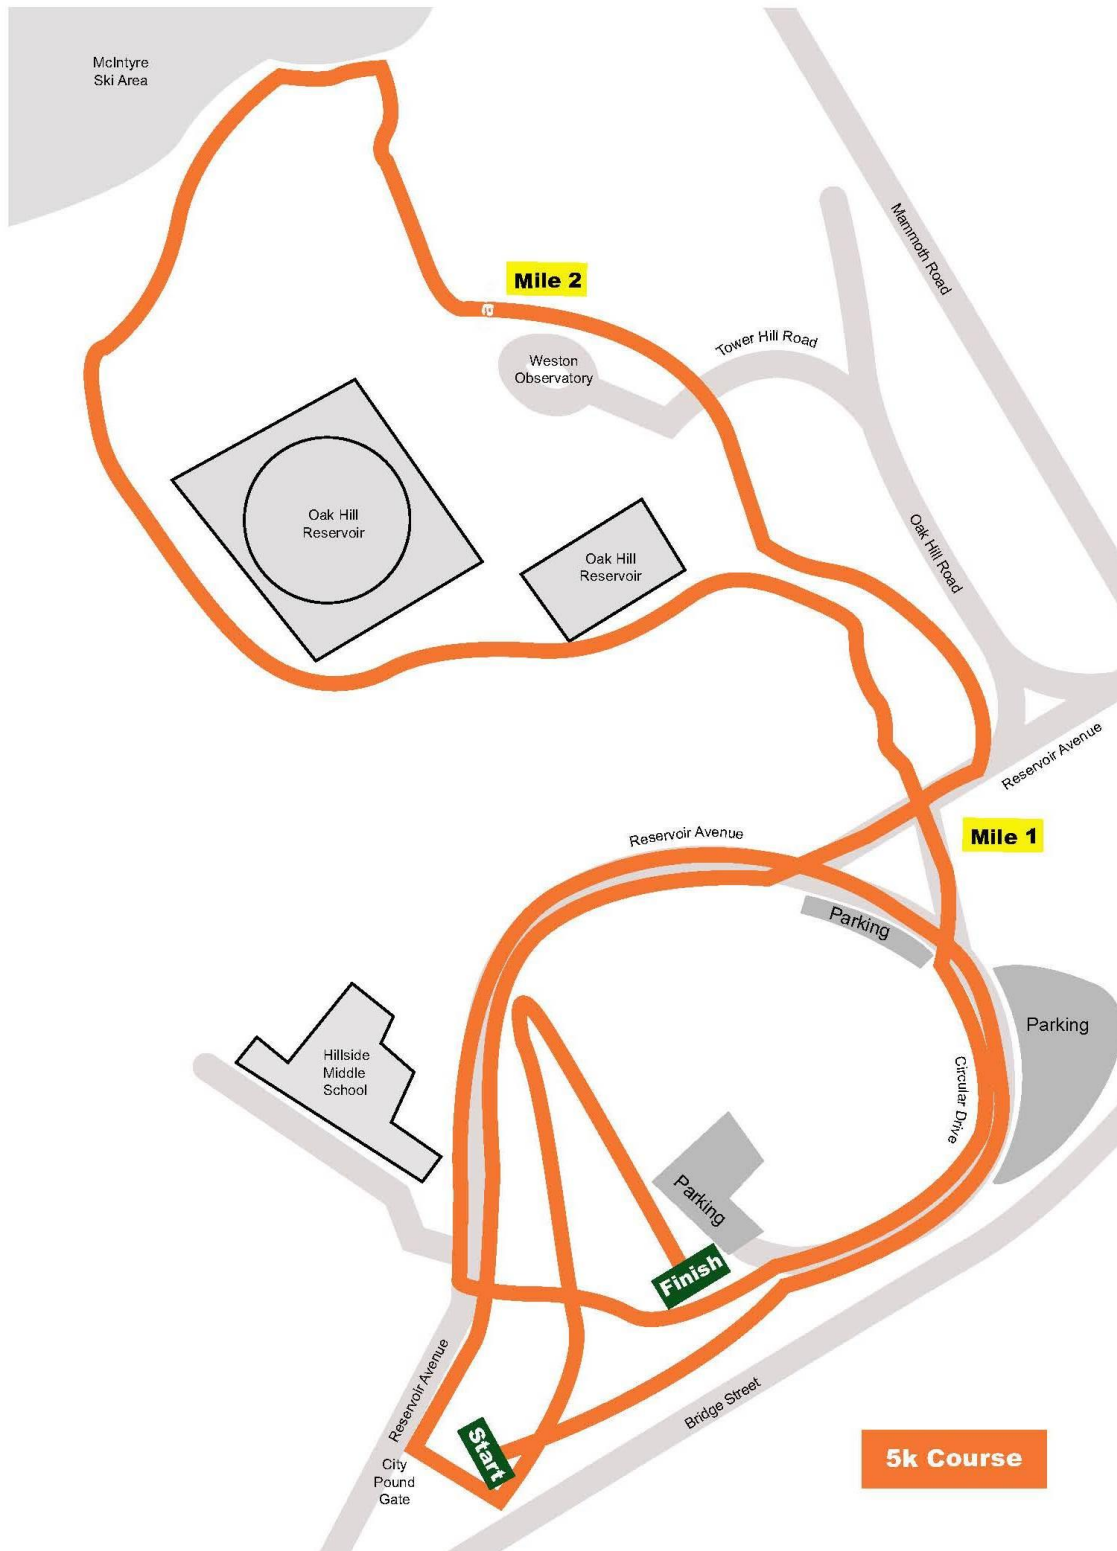 McIntyre
Ski Area
Mammoth Road
Mile 2
Tower Hill Road
Weston
Observatory
Oak Hill
Reservoir
Oak Hill
Reservoir
Oak Hill Road
Reservoir Avenue
Reservoir Avenue
Mile 1
Parking
Parking
Hillside
Middle
School
Circular Drive
Parking
Finish
Reservoir Avenue
Bridge Street
Start
City
Pound
Gate
5k Course